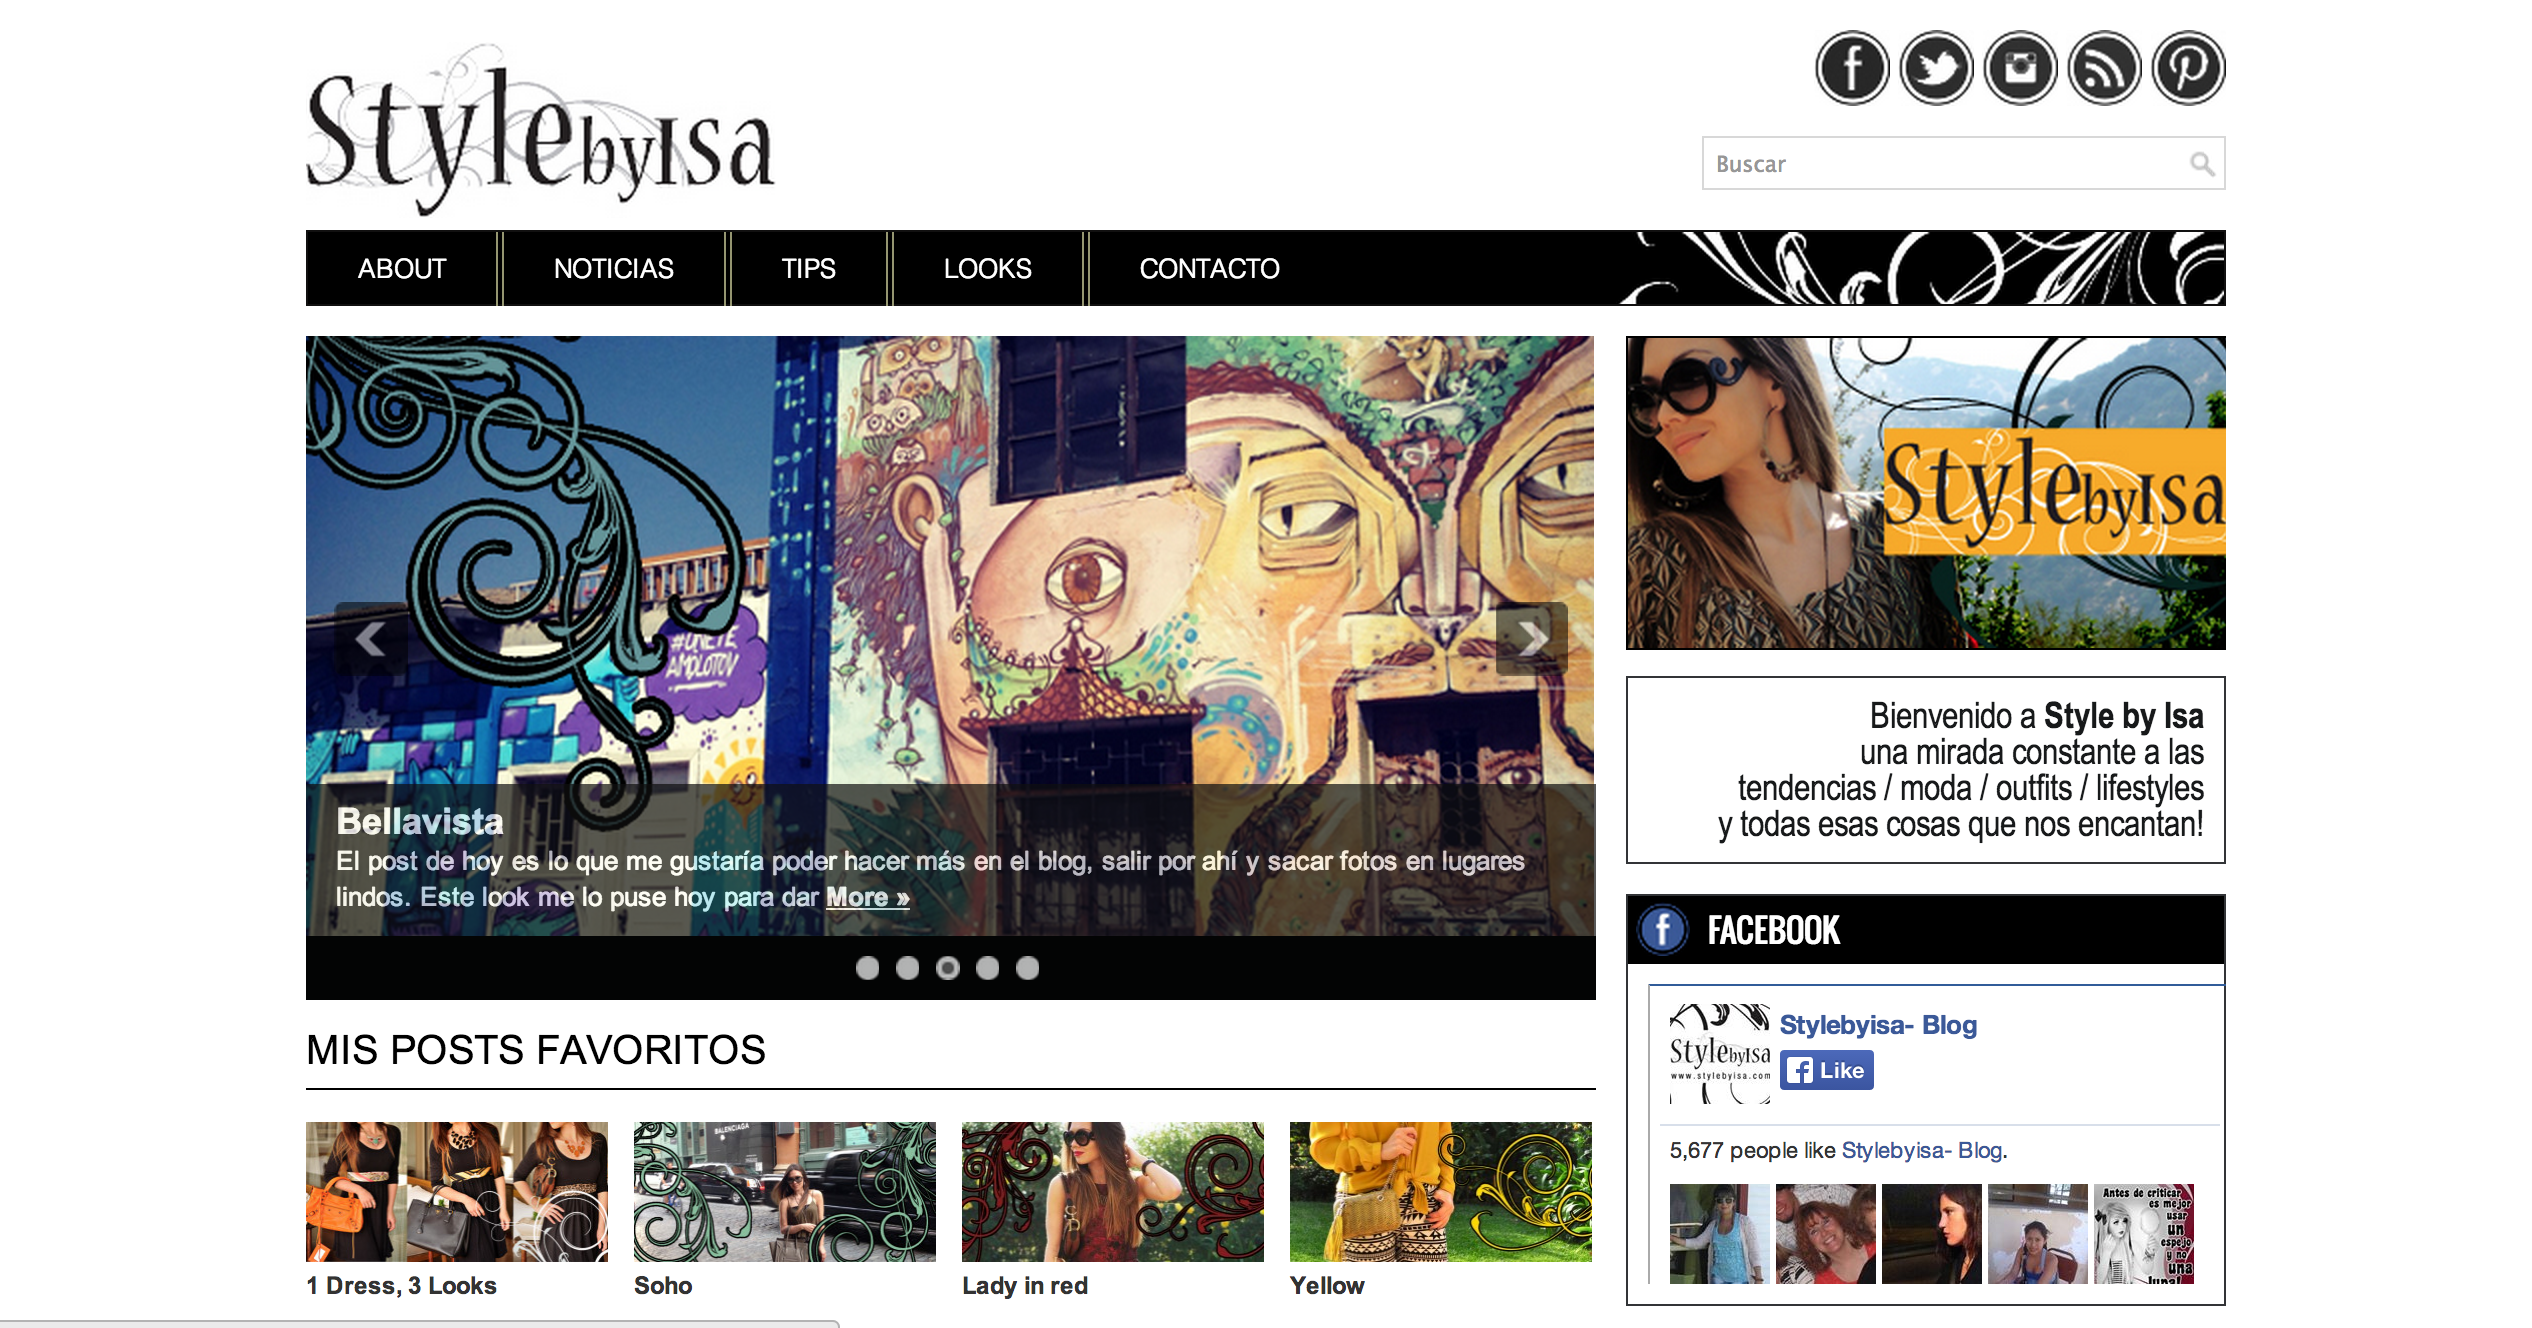 StylebyIsa
Buscar
ABOUT
NOTICIAS
TIPS
LOOKS
CONTACTO
#UNETE
AMOLOTOV
StylebyIsa
Bellavista
El post de hoy es lo que me gustaría poder hacer más en el blog, salir por ahí y sacar fotos en lugares
lindos. Este look me lo puse hoy para dar More »
Bienvenido a Style by Isa
una mirada constante a las
tendencias / moda / outfits / lifestyles
y todas esas cosas que nos encantan!
FACEBOOK
StylebyIsa
www.stylebyisa.com
Stylebyisa- Blog
Like
5,677 people like Stylebyisa- Blog.
Antes de criticar
es mejor
usar
un
espejo
y no
una
lupa!
MIS POSTS FAVORITOS
BALENCIAGA
1 Dress, 3 Looks
Soho
Lady in red
Yellow